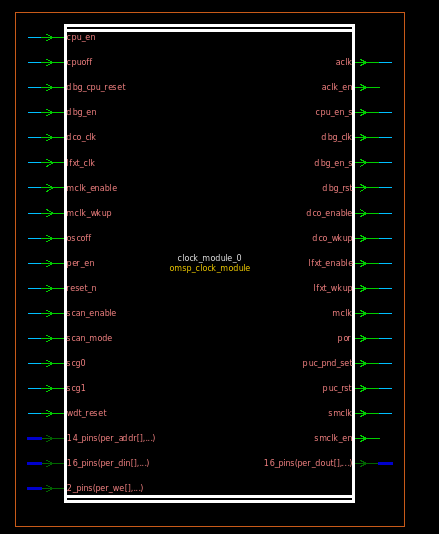 cpu_en
cpuoff
dbg_cpu_reset
dbg_en
dco_clk
lfxt_clk
mclk_enable
mclk_wkup
oscoff
per_en
reset_n
scan_enable
scan_mode
scg0
scg1
wdt_reset
14_pins(per_addr[],...)
16_pins(per_din[],...)
2_pins(per_we[],...)
clock_module_0
omsp_clock_module
aclk
aclk_en
cpu_en_s
dbg_clk
dbg_en_s
dbg_rst
dco_enable
dco_wkup
lfxt_enable
lfxt_wkup
mclk
por
puc_pnd_set
puc_rst
smclk
smclk_en
16_pins(per_dout[],...)